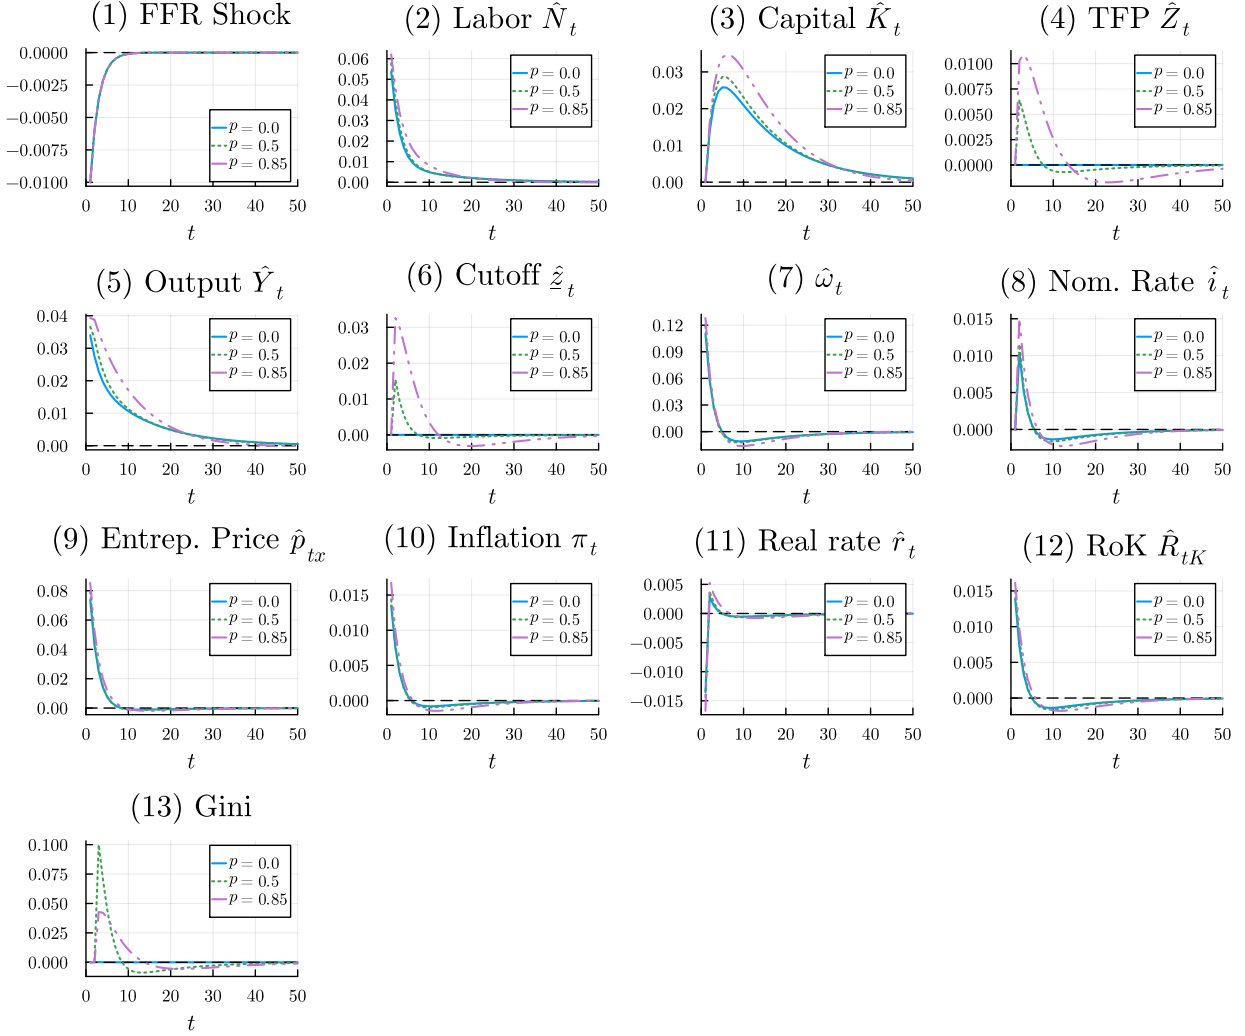 (1) FFR Shock
0.0000
−0.0025
−0.0050
−0.0075
−0.0100
p = 0.0
p = 0.5
p = 0.85
0 10 20 30 40 50
t
(2) Labor N̂_t
0.06
0.05
0.04
0.03
0.02
0.01
0.00
p = 0.0
p = 0.5
p = 0.85
0 10 20 30 40 50
t
(3) Capital K̂_t
0.03
0.02
0.01
0.00
p = 0.0
p = 0.5
p = 0.85
0 10 20 30 40 50
t
(4) TFP Ẑ_t
0.0100
0.0075
0.0050
0.0025
0.0000
p = 0.0
p = 0.5
p = 0.85
0 10 20 30 40 50
t
(5) Output Ŷ_t
0.04
0.03
0.02
0.01
0.00
p = 0.0
p = 0.5
p = 0.85
0 10 20 30 40 50
t
(6) Cutoff ẑ̲_t
0.03
0.02
0.01
0.00
p = 0.0
p = 0.5
p = 0.85
0 10 20 30 40 50
t
(7) ω̂_t
0.12
0.09
0.06
0.03
0.00
p = 0.0
p = 0.5
p = 0.85
0 10 20 30 40 50
t
(8) Nom. Rate î_t
0.015
0.010
0.005
0.000
p = 0.0
p = 0.5
p = 0.85
0 10 20 30 40 50
t
(9) Entrep. Price p̂_tx
0.08
0.06
0.04
0.02
0.00
p = 0.0
p = 0.5
p = 0.85
0 10 20 30 40 50
t
(10) Inflation π_t
0.015
0.010
0.005
0.000
p = 0.0
p = 0.5
p = 0.85
0 10 20 30 40 50
t
(11) Real rate r̂_t
0.005
0.000
−0.005
−0.010
−0.015
p = 0.0
p = 0.5
p = 0.85
0 10 20 30 40 50
t
(12) RoK R̂_tK
0.015
0.010
0.005
0.000
p = 0.0
p = 0.5
p = 0.85
0 10 20 30 40 50
t
(13) Gini
0.100
0.075
0.050
0.025
0.000
p = 0.0
p = 0.5
p = 0.85
0 10 20 30 40 50
t